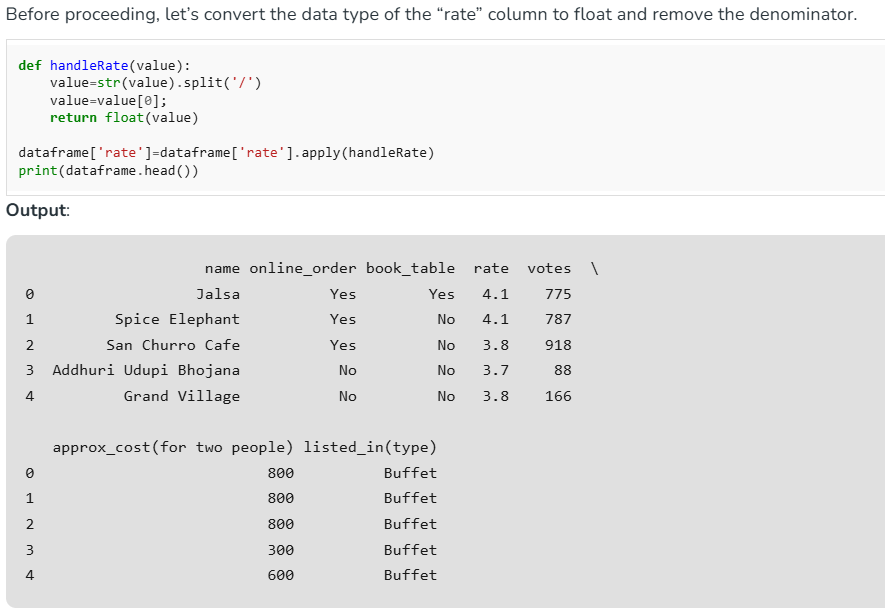 Before proceeding, let’s convert the data type of the “rate” column to float and remove the denominator.
def handleRate(value):
    value=str(value).split('/')
    value=value[0];
    return float(value)
dataframe['rate']=dataframe['rate'].apply(handleRate)
print(dataframe.head())
Output:
name online_order book_table rate votes \
0 Jalsa Yes Yes 4.1 775
1 Spice Elephant Yes No 4.1 787
2 San Churro Cafe Yes No 3.8 918
3 Addhuri Udupi Bhojana No No 3.7 88
4 Grand Village No No 3.8 166
approx_cost(for two people) listed_in(type)
0 800 Buffet
1 800 Buffet
2 800 Buffet
3 300 Buffet
4 600 Buffet